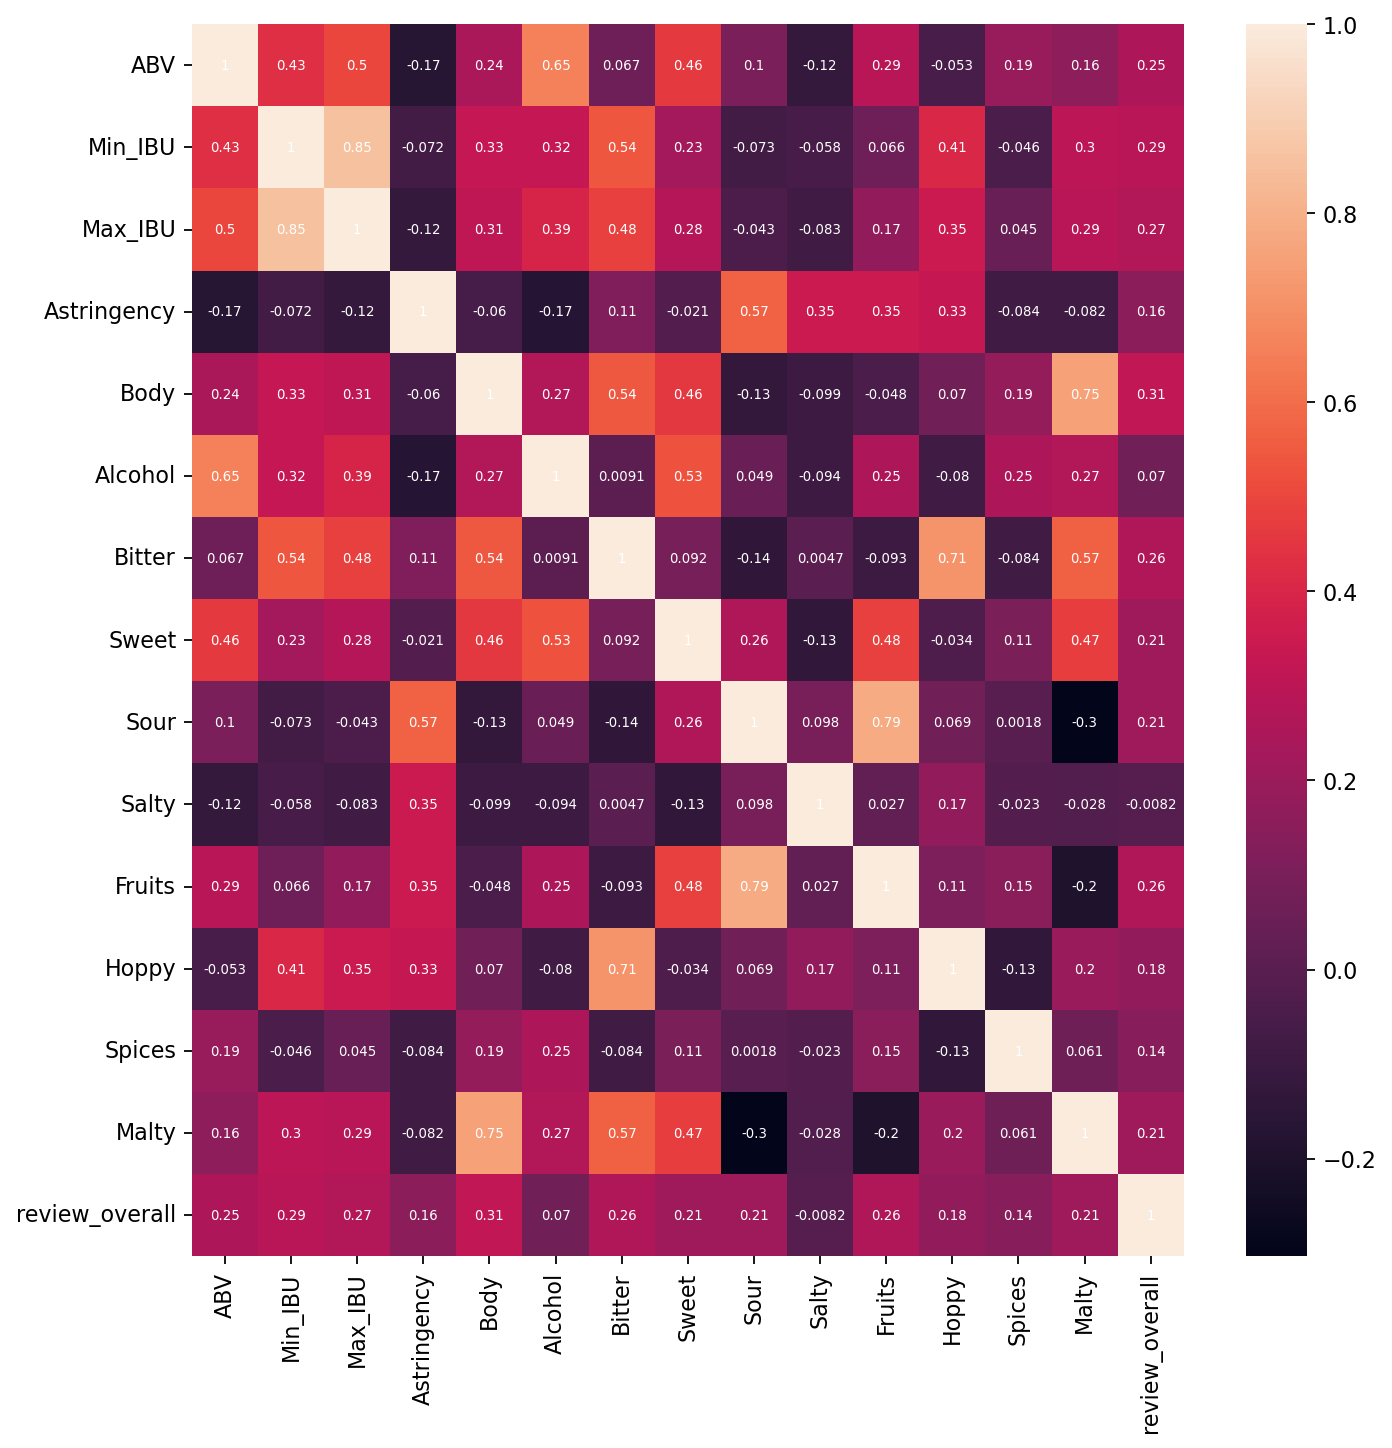 ABV 1 0.43 0.5 -0.17 0.24 0.65 0.067 0.46 0.1 -0.12 0.29 -0.053 0.19 0.16 0.25
Min_IBU 0.43 1 0.85 -0.072 0.33 0.32 0.54 0.23 -0.073 -0.058 0.066 0.41 -0.046 0.3 0.29
Max_IBU 0.5 0.85 1 -0.12 0.31 0.39 0.48 0.28 -0.043 -0.083 0.17 0.35 0.045 0.29 0.27
Astringency -0.17 -0.072 -0.12 1 -0.06 -0.17 0.11 -0.021 0.57 0.35 0.35 0.33 -0.084 -0.082 0.16
Body 0.24 0.33 0.31 -0.06 1 0.27 0.54 0.46 -0.13 -0.099 -0.048 0.07 0.19 0.75 0.31
Alcohol 0.65 0.32 0.39 -0.17 0.27 1 0.0091 0.53 0.049 -0.094 0.25 -0.08 0.25 0.27 0.07
Bitter 0.067 0.54 0.48 0.11 0.54 0.0091 1 0.092 -0.14 0.0047 -0.093 0.71 -0.084 0.57 0.26
Sweet 0.46 0.23 0.28 -0.021 0.46 0.53 0.092 1 0.26 -0.13 0.48 -0.034 0.11 0.47 0.21
Sour 0.1 -0.073 -0.043 0.57 -0.13 0.049 -0.14 0.26 1 0.098 0.79 0.069 0.0018 -0.3 0.21
Salty -0.12 -0.058 -0.083 0.35 -0.099 -0.094 0.0047 -0.13 0.098 1 0.027 0.17 -0.023 -0.028 -0.0082
Fruits 0.29 0.066 0.17 0.35 -0.048 0.25 -0.093 0.48 0.79 0.027 1 0.11 0.15 -0.2 0.26
Hoppy -0.053 0.41 0.35 0.33 0.07 -0.08 0.71 -0.034 0.069 0.17 0.11 1 -0.13 0.2 0.18
Spices 0.19 -0.046 0.045 -0.084 0.19 0.25 -0.084 0.11 0.0018 -0.023 0.15 -0.13 1 0.061 0.14
Malty 0.16 0.3 0.29 -0.082 0.75 0.27 0.57 0.47 -0.3 -0.028 -0.2 0.2 0.061 1 0.21
review_overall 0.25 0.29 0.27 0.16 0.31 0.07 0.26 0.21 0.21 -0.0082 0.26 0.18 0.14 0.21 1
ABV Min_IBU Max_IBU Astringency Body Alcohol Bitter Sweet Sour Salty Fruits Hoppy Spices Malty review_overall
1.0
0.8
0.6
0.4
0.2
0.0
−0.2